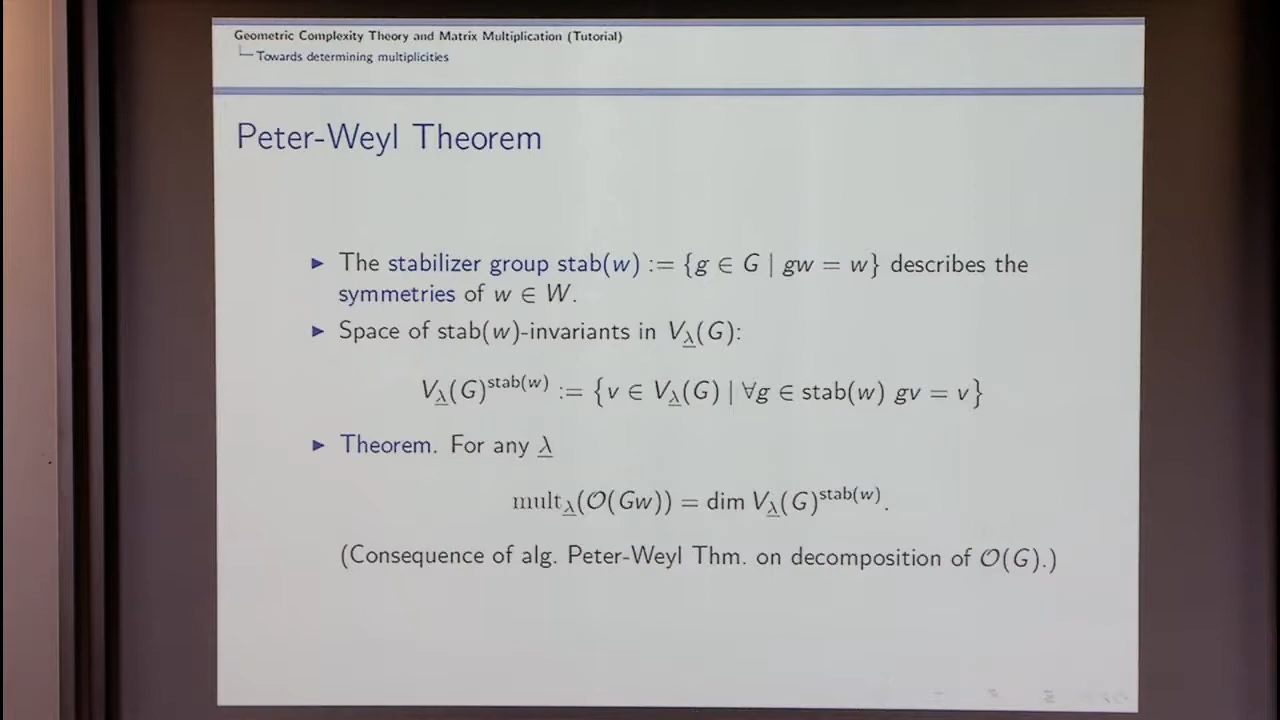 Geometric Complexity Theory and Matrix Multiplication (Tutorial)
Towards determining multiplicities
Peter-Weyl Theorem
▶ The stabilizer group stab(w) := {g ∈ G | gw = w} describes the
symmetries of w ∈ W.
▶ Space of stab(w)-invariants in V_λ̲(G):
V_λ̲(G)^stab(w) := {v ∈ V_λ̲(G) | ∀g ∈ stab(w) gv = v}
▶ Theorem. For any λ̲
mult_λ̲(𝒪(Gw)) = dim V_λ̲(G)^stab(w).
(Consequence of alg. Peter-Weyl Thm. on decomposition of 𝒪(G).)